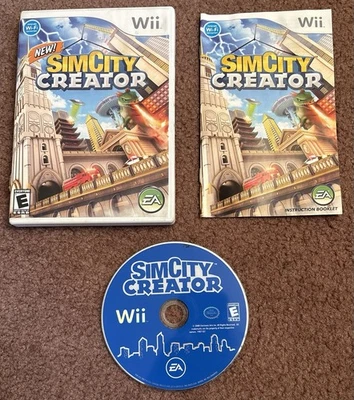 Wii
NEW!
SIMCITY
CREATOR
E
EA
Wii
SIMCITY
CREATOR
EA
INSTRUCTION BOOKLET
SIMCITY
CREATOR
Wii
E
EA